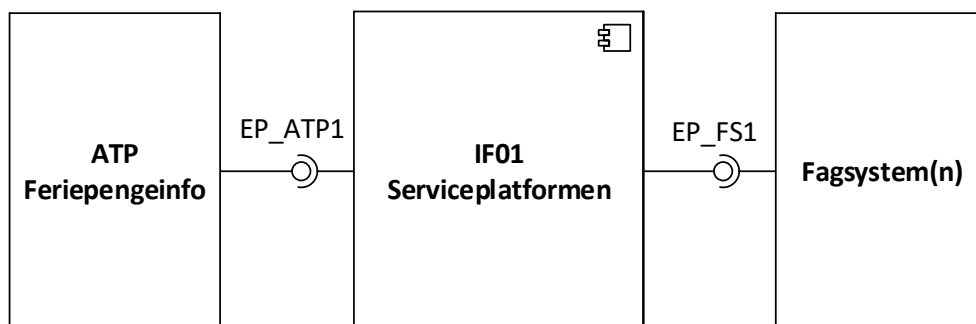 EP_ATP1
EP_FS1
ATP
Feriepengeinfo
IF01
Serviceplatformen
Fagsystem(n)